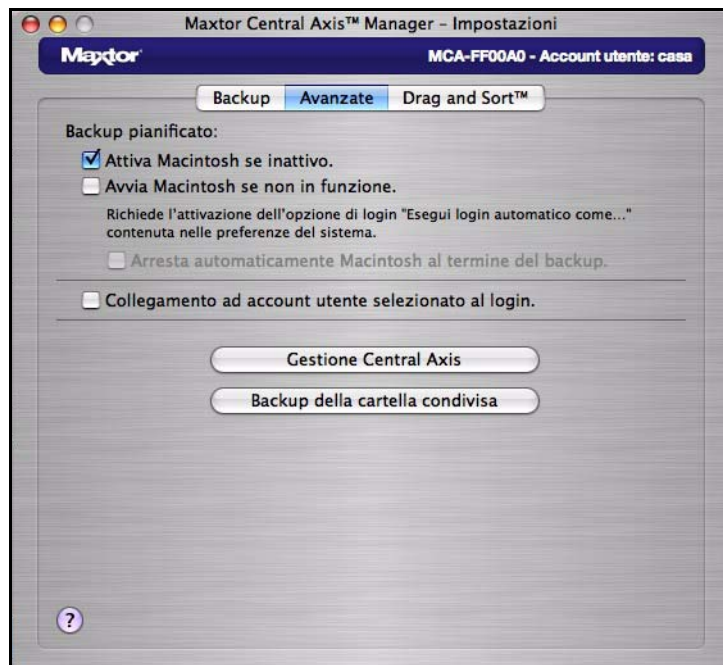 Maxtor Central Axis™ Manager – Impostazioni
Maxtor
MCA-FF00A0 - Account utente: casa
Backup Avanzate Drag and Sort™
Backup pianificato:
Attiva Macintosh se inattivo.
Avvia Macintosh se non in funzione.
Richiede l'attivazione dell'opzione di login "Esegui login automatico come..."
contenuta nelle preferenze del sistema.
Arresta automaticamente Macintosh al termine del backup.
Collegamento ad account utente selezionato al login.
Gestione Central Axis
Backup della cartella condivisa
?